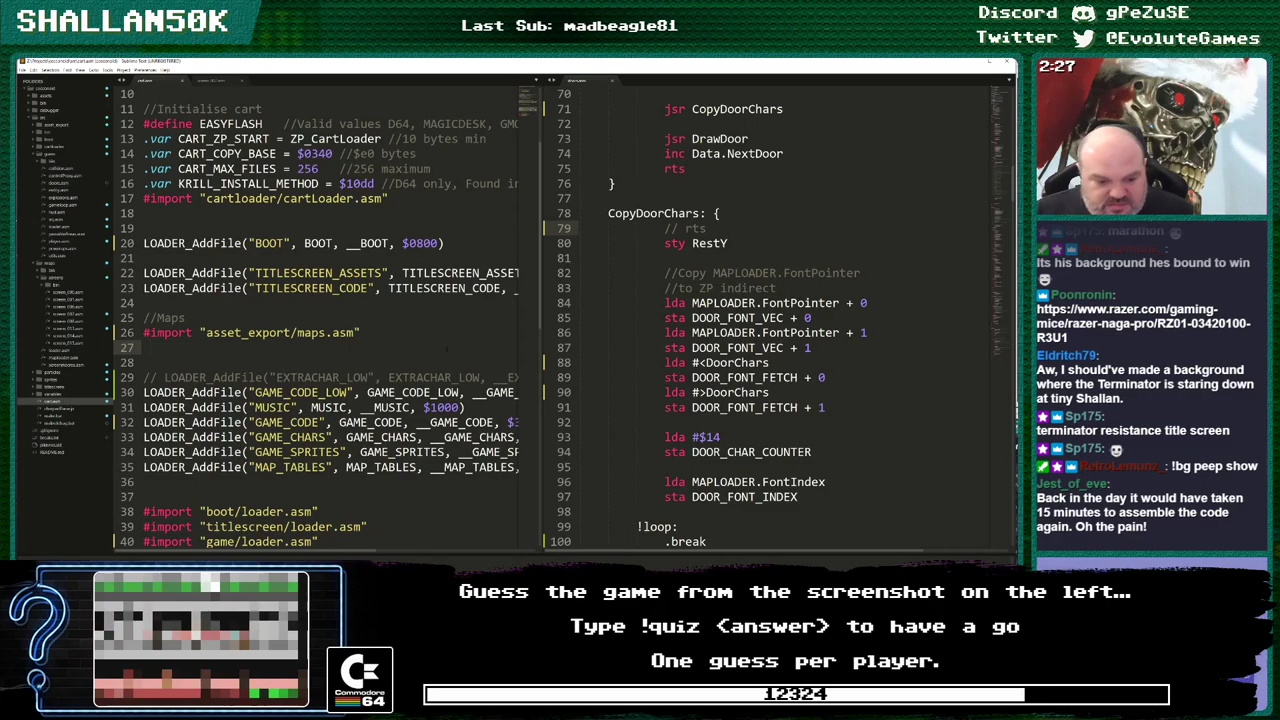 SHALLAN50K
Last Sub: madbeagle81
Discord gPeZuSE
Twitter @EvoluteGames
2:27
10
11 //Initialise cart
12 #define EASYFLASH //Valid values D64, MAGICDESK, GMO
13 .var CART_ZP_START = ZP_CartLoader //10 bytes min
14 .var CART_COPY_BASE = $0340 //$e0 bytes
15 .var CART_MAX_FILES = 256 //256 maximum
16 .var KRILL_INSTALL_METHOD = $10dd //D64 only, Found in
17 #import "cartloader/cartLoader.asm"
18
19
20 LOADER_AddFile("BOOT", BOOT, __BOOT, $0800)
21
22 LOADER_AddFile("TITLESCREEN_ASSETS", TITLESCREEN_ASSET
23 LOADER_AddFile("TITLESCREEN_CODE", TITLESCREEN_CODE,
24
25 //Maps
26 #import "asset_export/maps.asm"
27
28
29 // LOADER_AddFile("EXTRACHAR_LOW", EXTRACHAR_LOW, __EX
30 LOADER_AddFile("GAME_CODE_LOW", GAME_CODE_LOW, __GAME_
31 LOADER_AddFile("MUSIC", MUSIC, __MUSIC, $1000)
32 LOADER_AddFile("GAME_CODE", GAME_CODE, __GAME_CODE, $3
33 LOADER_AddFile("GAME_CHARS", GAME_CHARS, __GAME_CHARS,
34 LOADER_AddFile("GAME_SPRITES", GAME_SPRITES, __GAME_SP
35 LOADER_AddFile("MAP_TABLES", MAP_TABLES, __MAP_TABLES,
36
37
38 #import "boot/loader.asm"
39 #import "titlescreen/loader.asm"
40 #import "game/loader.asm"
70
71 jsr CopyDoorChars
72
73 jsr DrawDoor
74 inc Data.NextDoor
75 rts
76 }
77
78 CopyDoorChars: {
79 // rts
80 sty RestY
81
82 //Copy MAPLOADER.FontPointer
83 //to ZP indirect
84 lda MAPLOADER.FontPointer + 0
85 sta DOOR_FONT_VEC + 0
86 lda MAPLOADER.FontPointer + 1
87 sta DOOR_FONT_VEC + 1
88 lda #<DoorChars
89 sta DOOR_FONT_FETCH + 0
90 lda #>DoorChars
91 sta DOOR_FONT_FETCH + 1
92
93 lda #$14
94 sta DOOR_CHAR_COUNTER
95
96 lda MAPLOADER.FontIndex
97 sta DOOR_FONT_INDEX
98
99 !loop:
100 .break
Sp175: marathon
RetroLemonz_:
Its his background hes bound to win
Poonronin:
https://www.razer.com/gaming-
mice/razer-naga-pro/RZ01-03420100-
R3U1
Eldritch79:
Aw, I should've made a background
where the Terminator is staring down
at tiny Shallan.
Sp175:
terminator resistance title screen
Sp175:
RetroLemonz_: !bg peep show
Jest_of_eve:
Back in the day it would have taken
15 minutes to assemble the code
again. Oh the pain!
Guess the game from the screenshot on the left...
Type !quiz <answer> to have a go
One guess per player.
Commodore
64
12324